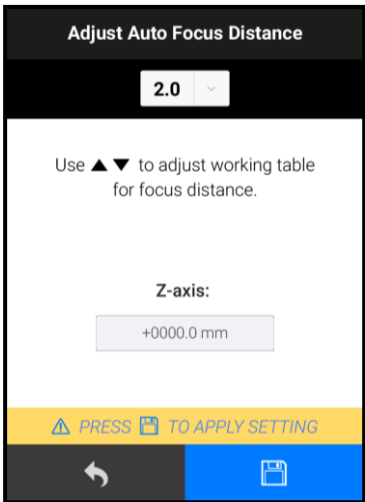 Adjust Auto Focus Distance
2.0
Use ▲ ▼ to adjust working table
for focus distance.
Z-axis:
+0000.0 mm
PRESS TO APPLY SETTING